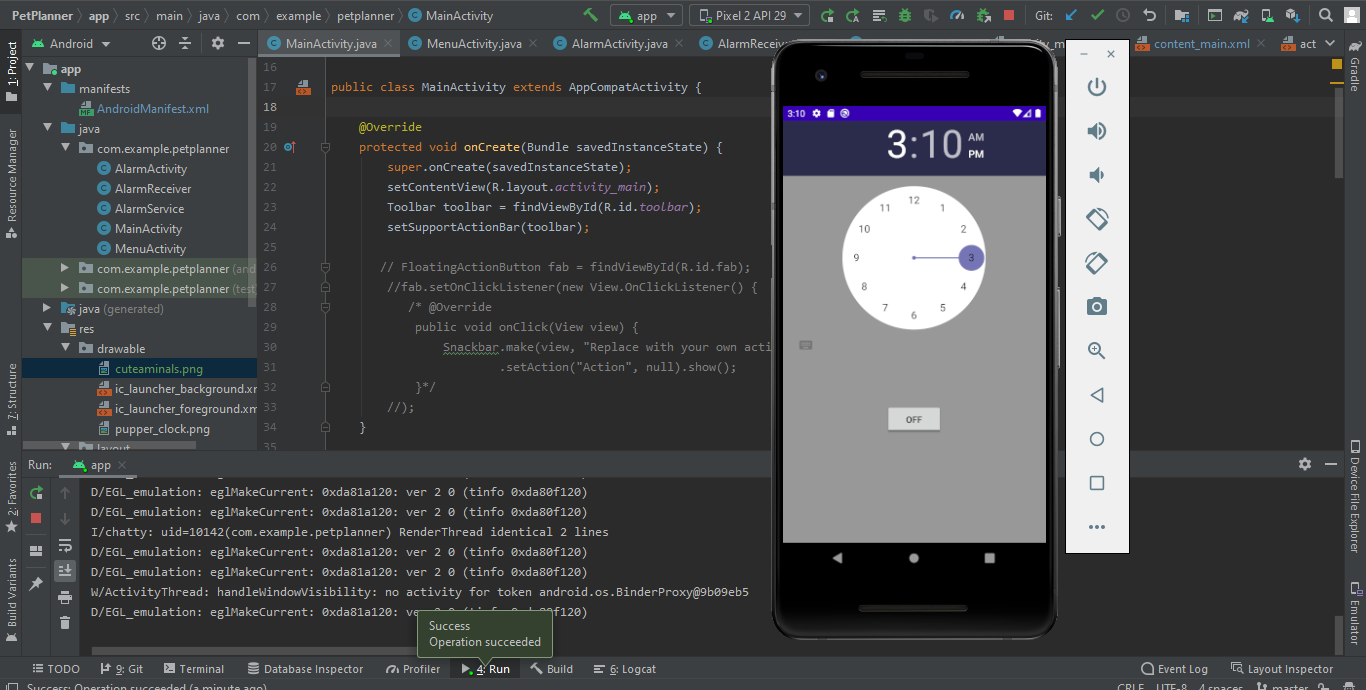 PetPlanner app src main java com example petplanner MainActivity app Pixel 2 API 29 Git:
Android MainActivity.java MenuActivity.java AlarmActivity.java content_main.xml act
1: Project
Resource Manager
7: Structure
2: Favorites
Build Variants
app
manifests
AndroidManifest.xml
java
com.example.petplanner
AlarmActivity
AlarmReceiver
AlarmService
MainActivity
MenuActivity
com.example.petplanner
com.example.petplanner
java (generated)
res
drawable
cuteaminals.png
ic_launcher_background.xr
ic_launcher_foreground.xm
pupper_clock.png
layout
16
17 public class MainActivity extends AppCompatActivity {
18
19 @Override
20 protected void onCreate(Bundle savedInstanceState) {
21 super.onCreate(savedInstanceState);
22 setContentView(R.layout.activity_main);
23 Toolbar toolbar = findViewById(R.id.toolbar);
24 setSupportActionBar(toolbar);
25
26 // FloatingActionButton fab = findViewById(R.id.fab);
27 //fab.setOnClickListener(new View.OnClickListener() {
28 /* @Override
29 public void onClick(View view) {
30 Snackbar.make(view, "Replace with your own acti
31 .setAction("Action", null).show();
32 }*/
33 //);
34 }
35
3:10
3:10 AM
PM
12
11 1
10 2
9 3
8 4
7 5
6
OFF
Gradle
Device File Explorer
Emulator
Run: app
D/EGL_emulation: eglMakeCurrent: 0xda81a120: ver 2 0 (tinfo 0xda80f120)
D/EGL_emulation: eglMakeCurrent: 0xda81a120: ver 2 0 (tinfo 0xda80f120)
I/chatty: uid=10142(com.example.petplanner) RenderThread identical 2 lines
D/EGL_emulation: eglMakeCurrent: 0xda81a120: ver 2 0 (tinfo 0xda80f120)
D/EGL_emulation: eglMakeCurrent: 0xda81a120: ver 2 0 (tinfo 0xda80f120)
W/ActivityThread: handleWindowVisibility: no activity for token android.os.BinderProxy@9b09eb5
D/EGL_emulation: eglMakeCurrent: 0xda81a120: ver 2 0 (tinfo 0xda80f120)
Success
Operation succeeded
TODO 9: Git Terminal Database Inspector Profiler 4: Run Build 6: Logcat Event Log Layout Inspector
Success: Operation succeeded (a minute ago) CRLF UTF-8 4 spaces master